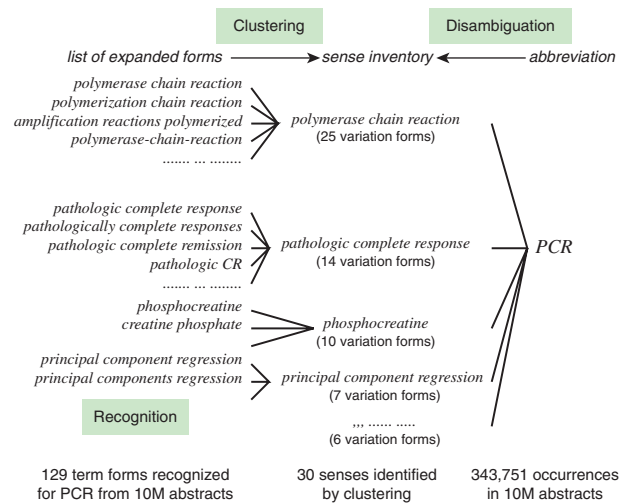 Clustering
Disambiguation
list of expanded forms
sense inventory
abbreviation
polymerase chain reaction
polymerization chain reaction
amplification reactions polymerized
polymerase-chain-reaction
....... ... ........
polymerase chain reaction
(25 variation forms)
pathologic complete response
pathologically complete responses
pathologic complete remission
pathologic CR
....... ... ........
pathologic complete response
(14 variation forms)
PCR
phosphocreatine
creatine phosphate
phosphocreatine
(10 variation forms)
principal component regression
principal components regression
principal component regression
(7 variation forms)
Recognition
,,, ...... .....
(6 variation forms)
129 term forms recognized
for PCR from 10M abstracts
30 senses identified
by clustering
343,751 occurrences
in 10M abstracts